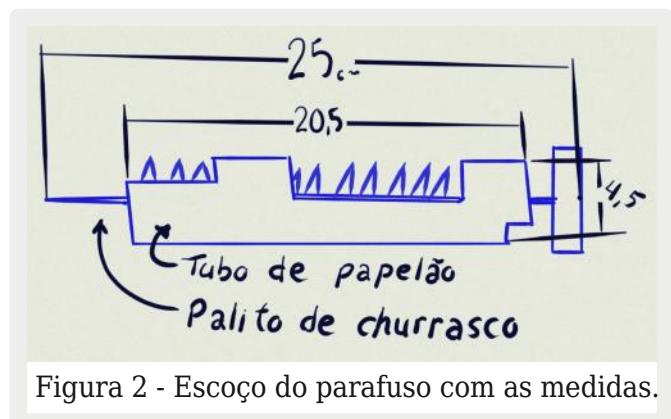 25cm
20,5
4,5
Tubo de papelão
Palito de churrasco
Figura 2 - Escoço do parafuso com as medidas.